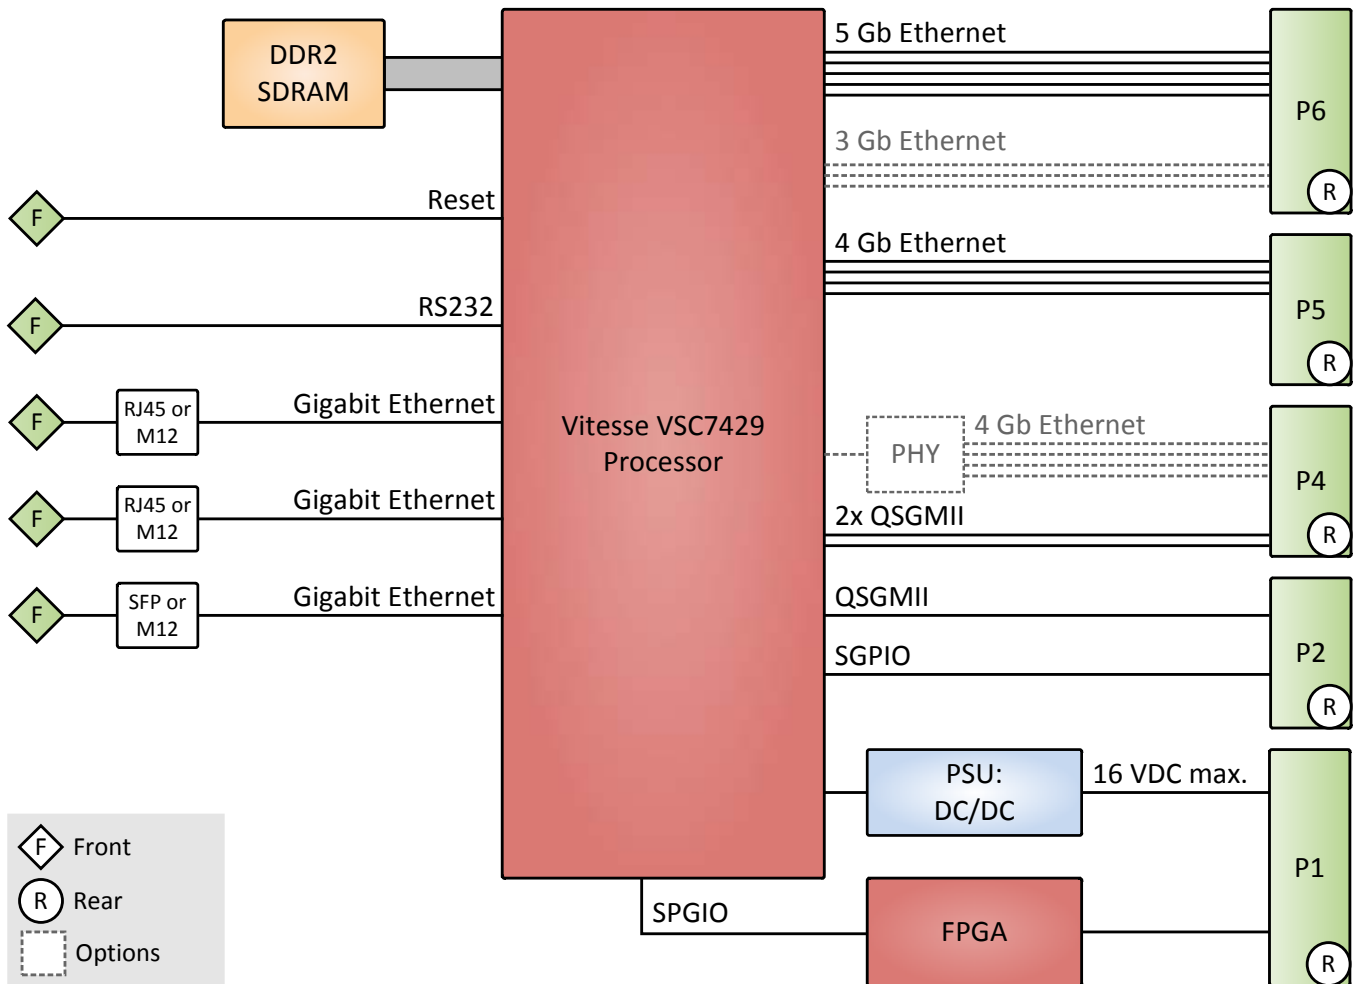 DDR2
SDRAM
5 Gb Ethernet
P6
3 Gb Ethernet
R
Reset
F
4 Gb Ethernet
RS232
F
P5
R
Gigabit Ethernet
RJ45 or
M12
F
Vitesse VSC7429
Processor
4 Gb Ethernet
PHY
P4
Gigabit Ethernet
RJ45 or
M12
F
2x QSGMII
R
Gigabit Ethernet
SFP or
M12
F
QSGMII
SGPIO
P2
R
PSU:
DC/DC
16 VDC max.
P1
SPGIO
FPGA
R
F Front
R Rear
Options